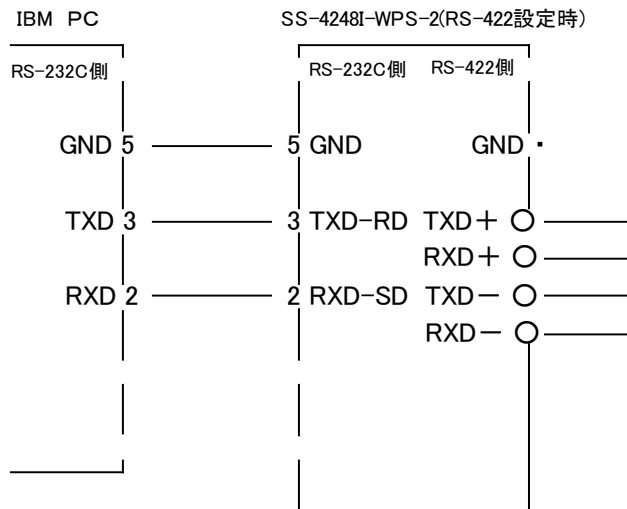 IBM PC SS-4248I-WPS-2(RS-422設定時)
RS-232C側 RS-232C側 RS-422側
GND 5 5 GND GND
TXD 3 3 TXD-RD TXD+
RXD+
RXD 2 2 RXD-SD TXD-
RXD-